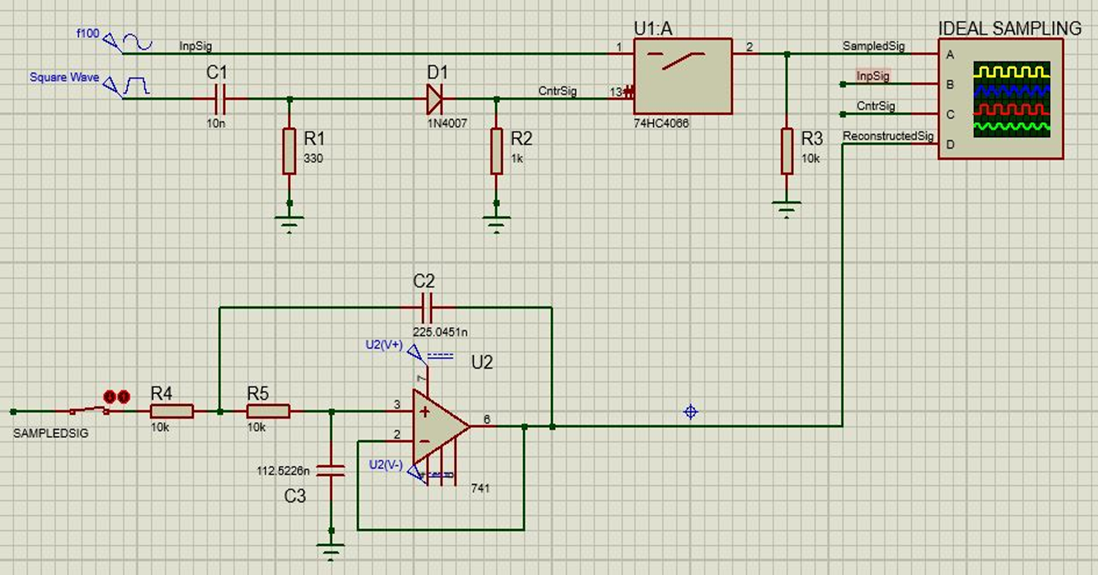 U1:A
IDEAL SAMPLING
f100
InpSig
1
2
SampledSig
A
Square Wave
C1
D1
InpSig
B
CntrSig
13
CntrSig
C
10n
1N4007
74HC4066
R1
330
R2
1k
R3
10k
ReconstructedSig
D
C2
225.0451n
U2(V+)
U2
7
R4
R5
3
6
10k
10k
2
SAMPLEDSIG
U2(V-)
112.5226n
C3
741